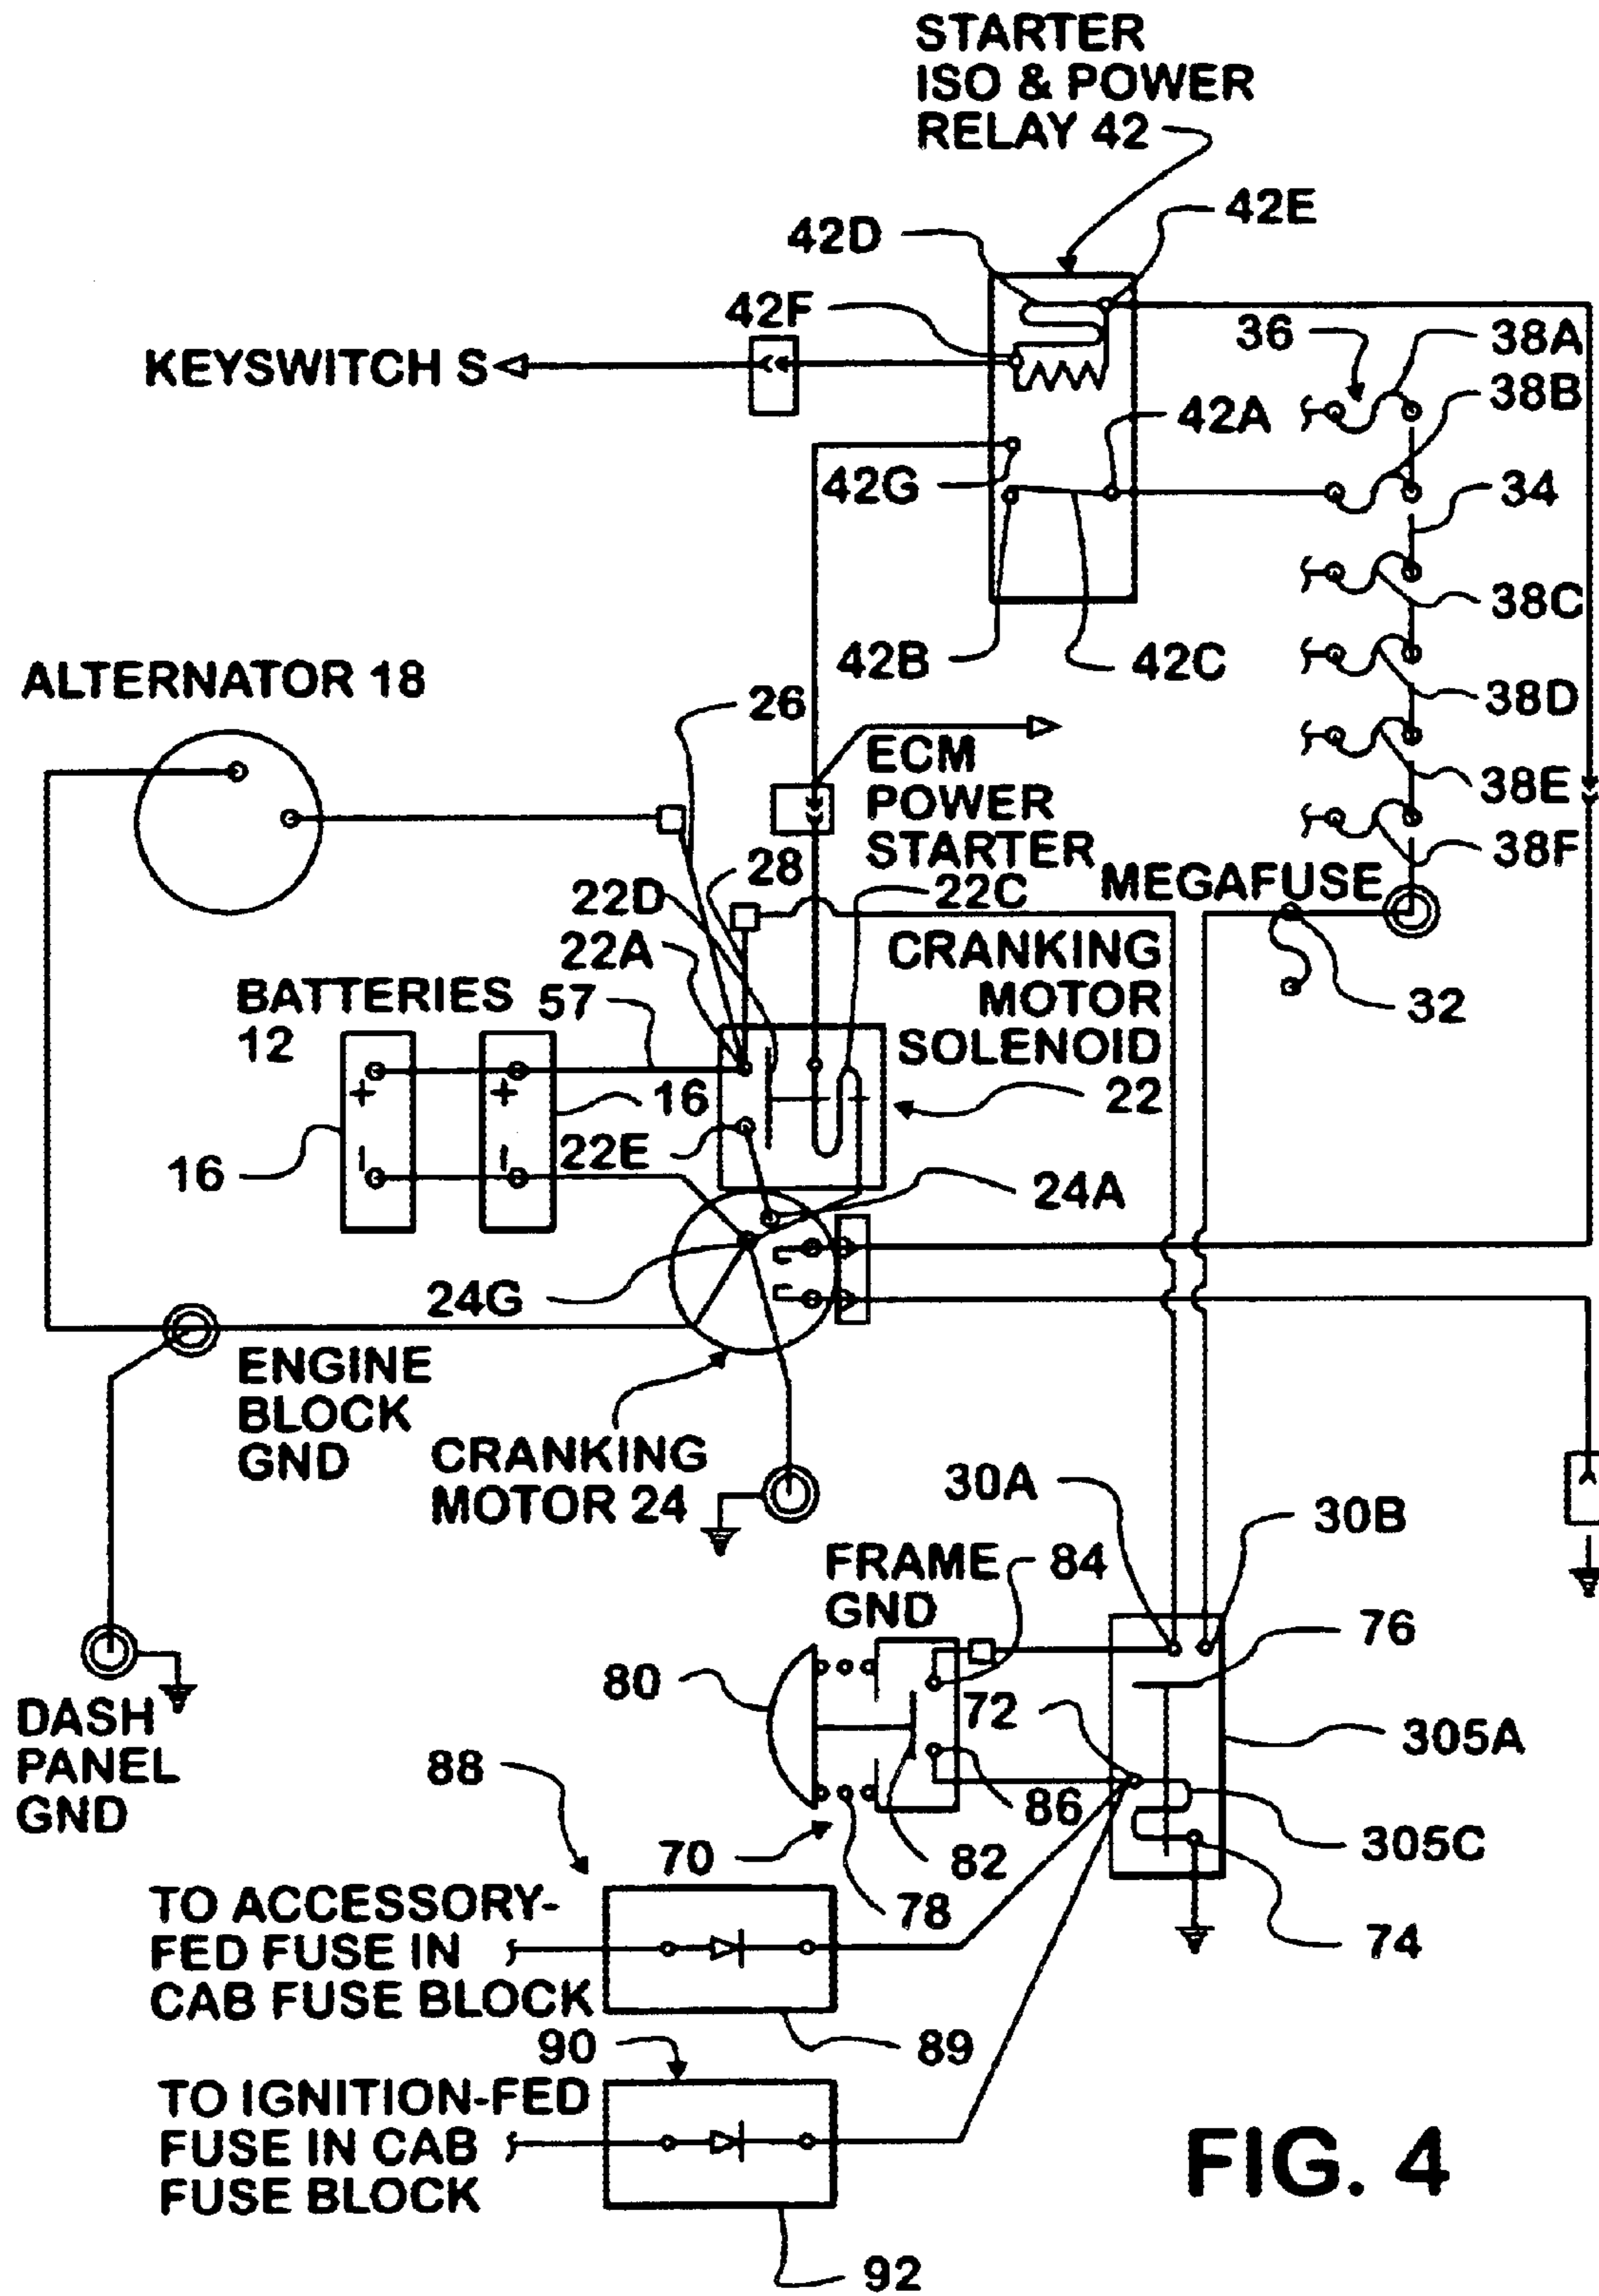 STARTER
ISO & POWER
RELAY 42
42D
42E
42F
36
38A
KEYSWITCH S
38B
42A
42G
34
38C
42B
42C
ALTERNATOR 18
26
38D
ECM
POWER
STARTER
38E
38F
28
MEGAFUSE
22D
22C
22A
CRANKING
MOTOR
SOLENOID
BATTERIES
12
57
32
+
+
16
22
–
–
22E
16
24A
24G
ENGINE
BLOCK
GND
CRANKING
MOTOR 24
30A
30B
FRAME
GND
84
76
80
72
305A
DASH
PANEL
GND
88
86
305C
70
82
78
74
TO ACCESSORY-
FED FUSE IN
CAB FUSE BLOCK
89
90
TO IGNITION-FED
FUSE IN CAB
FUSE BLOCK
92
FIG. 4